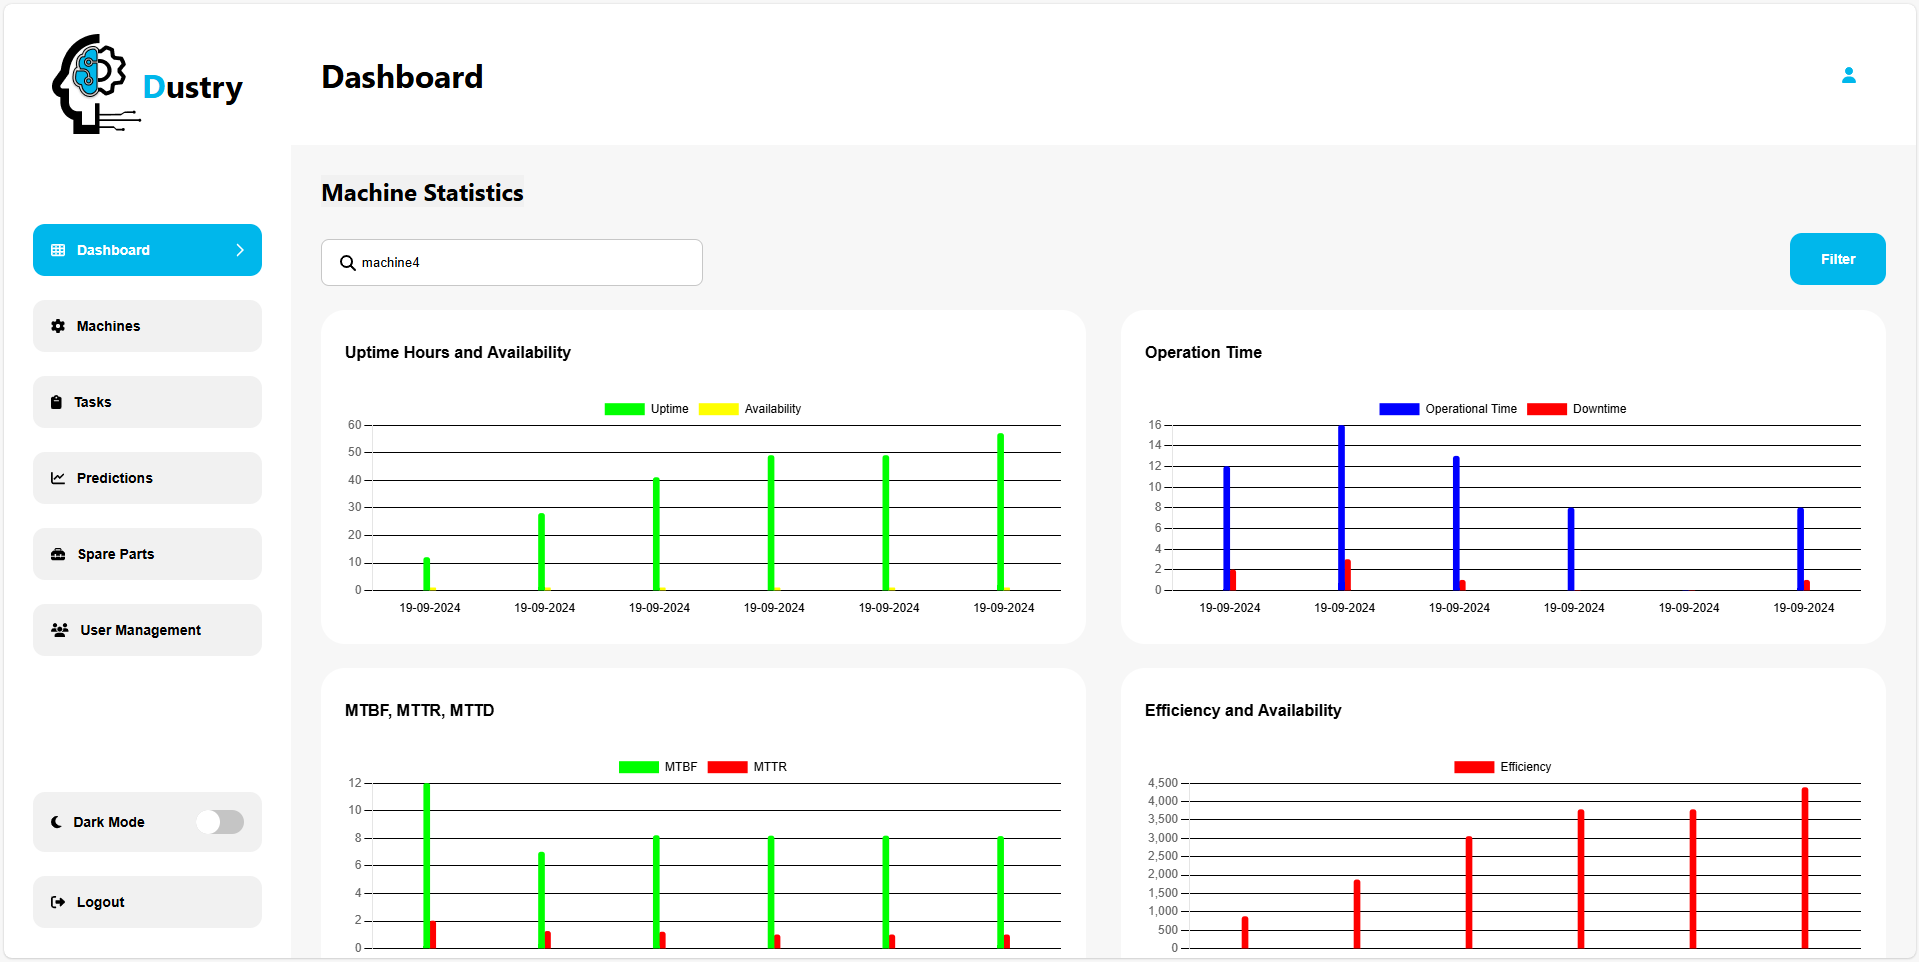 Dustry
Dashboard
Dashboard
Machines
Tasks
Predictions
Spare Parts
User Management
Dark Mode
Logout
Machine Statistics
machine4
Filter
Uptime Hours and Availability
Uptime Availability
60
50
40
30
20
10
0
19-09-2024 19-09-2024 19-09-2024 19-09-2024 19-09-2024 19-09-2024
Operation Time
Operational Time Downtime
16
14
12
10
8
6
4
2
0
19-09-2024 19-09-2024 19-09-2024 19-09-2024 19-09-2024 19-09-2024
MTBF, MTTR, MTTD
MTBF MTTR
12
10
8
6
4
2
0
Efficiency and Availability
Efficiency
4,500
4,000
3,500
3,000
2,500
2,000
1,500
1,000
500
0